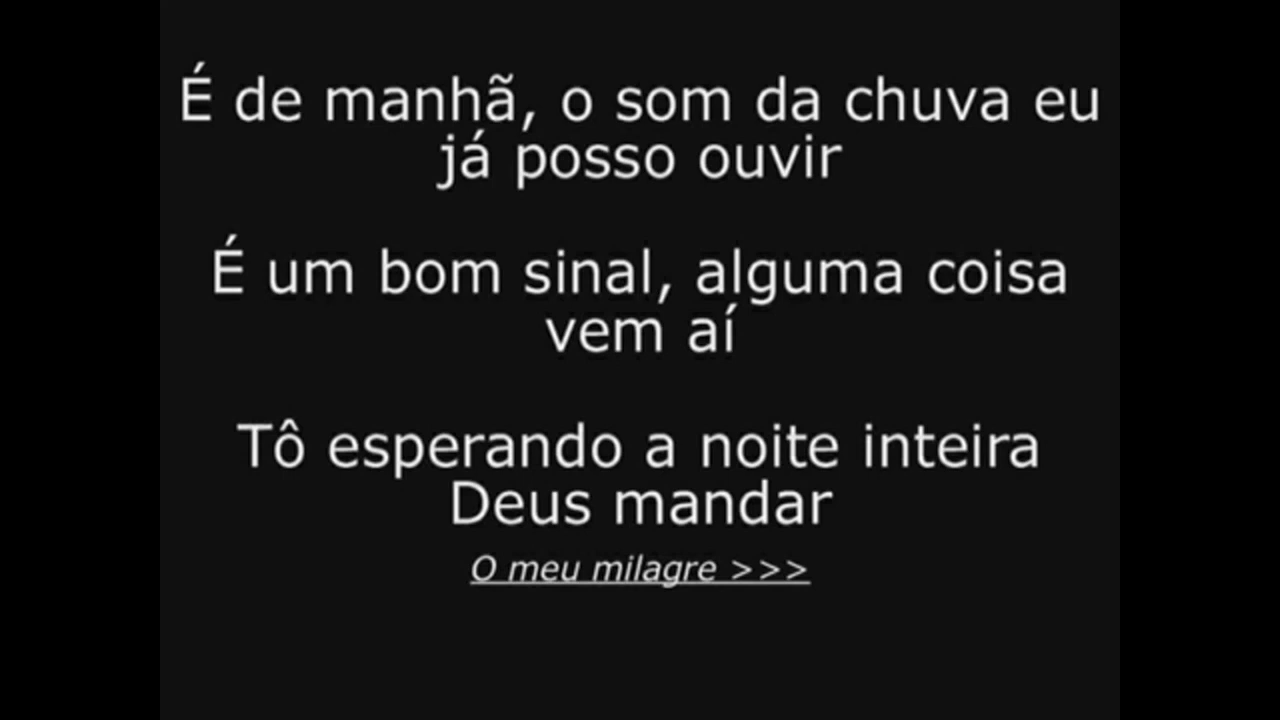 É de manhã, o som da chuva eu
já posso ouvir
É um bom sinal, alguma coisa
vem aí
Tô esperando a noite inteira
Deus mandar
O meu milagre >>>